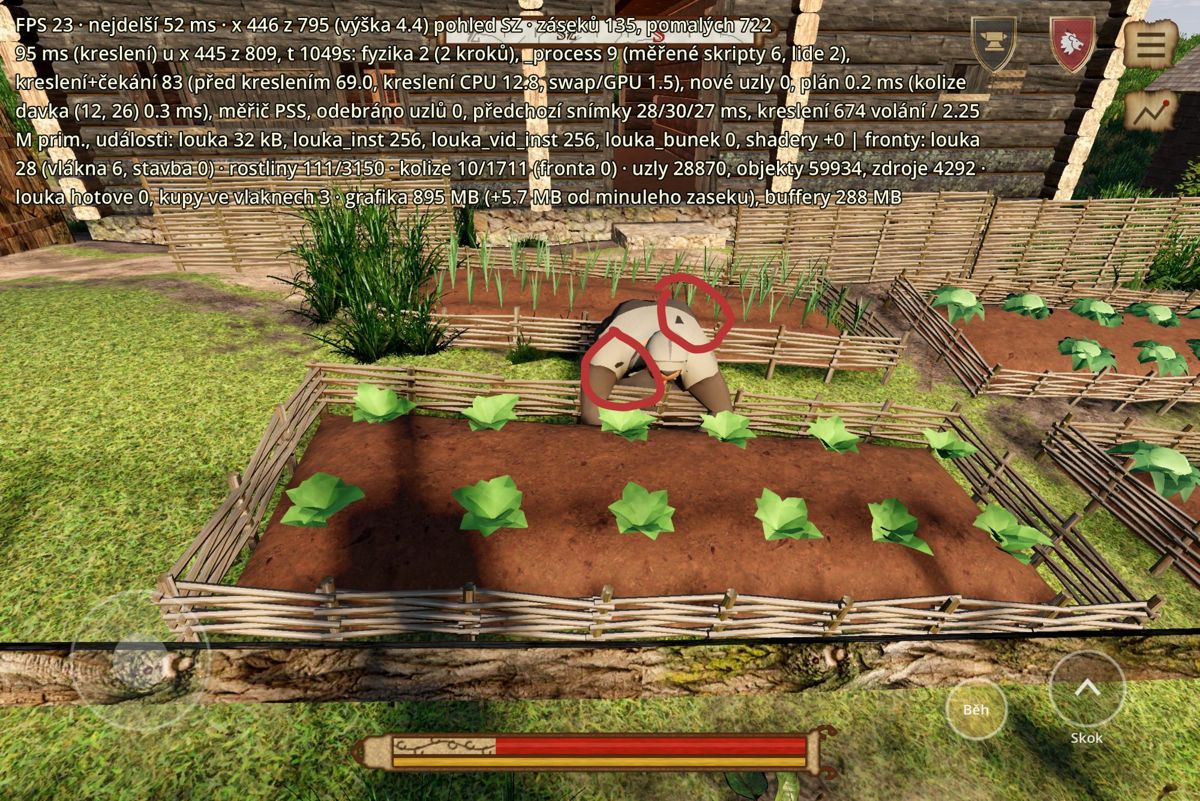 FPS 23 · nejdelší 52 ms · x 446 z 795 (výška 4.4) pohled SZ · záseků 135, pomalých 722
95 ms (kreslení) u x 445 z 809, t 1049s: fyzika 2 (2 kroků), _process 9 (měřené skripty 6, lide 2),
kreslení+čekání 83 (před kreslením 69.0, kreslení CPU 12.8, swap/GPU 1.5), nové uzly 0, plán 0.2 ms (kolize
davka (12, 26) 0.3 ms), měřič PSS, odebráno uzlů 0, předchozí snímky 28/30/27 ms, kreslení 674 volání / 2.25
M prim., události: louka 32 kB, louka_inst 256, louka_vid_inst 256, louka_bunek 0, shadery +0 | fronty: louka
28 (vlákna 6, stavba 0) · rostliny 111/3150 · kolize 10/1711 (fronta 0) · uzly 28870, objekty 59934, zdroje 4292 ·
louka hotove 0, kupy ve vlaknech 3 · grafika 895 MB (+5.7 MB od minuleho zaseku), buffery 288 MB
Běh
Skok